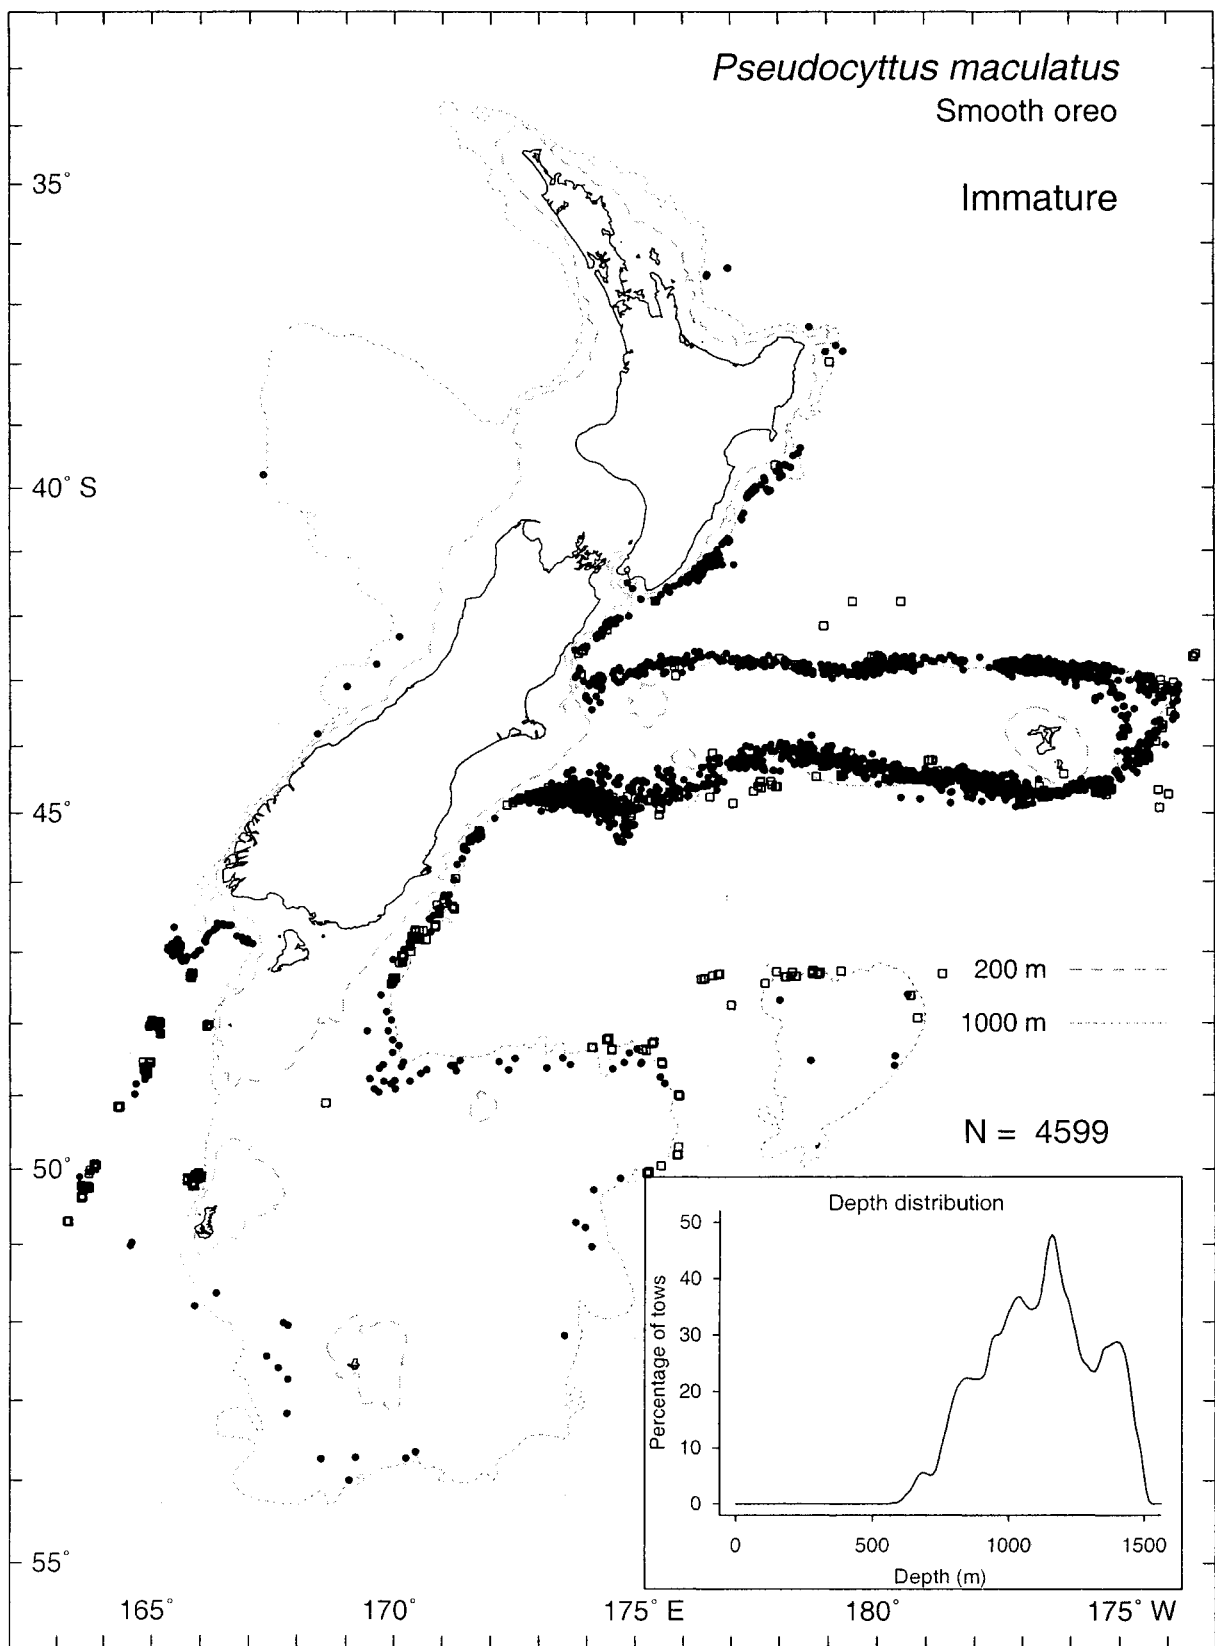 Pseudocyttus maculatus
Smooth oreo
Immature
35°
40° S
45°
50°
55°
200 m
1000 m
N = 4599
Depth distribution
Percentage of tows
50
40
30
20
10
0
0 500 1000 1500
Depth (m)
165° 170° 175° E 180° 175° W